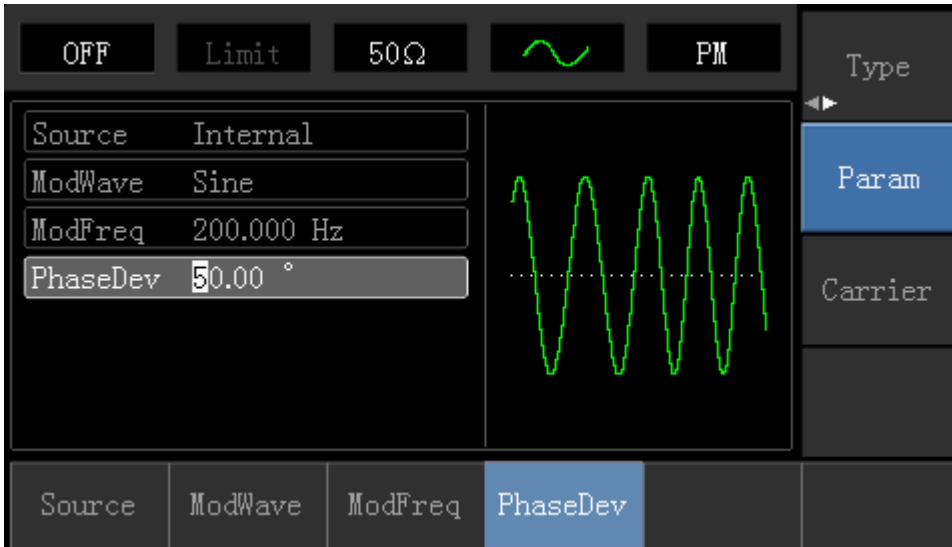 OFF Limit 50Ω PM
Type
Source Internal
ModWave Sine
ModFreq 200.000 Hz
PhaseDev 50.00 °
Param
Carrier
Source ModWave ModFreq PhaseDev